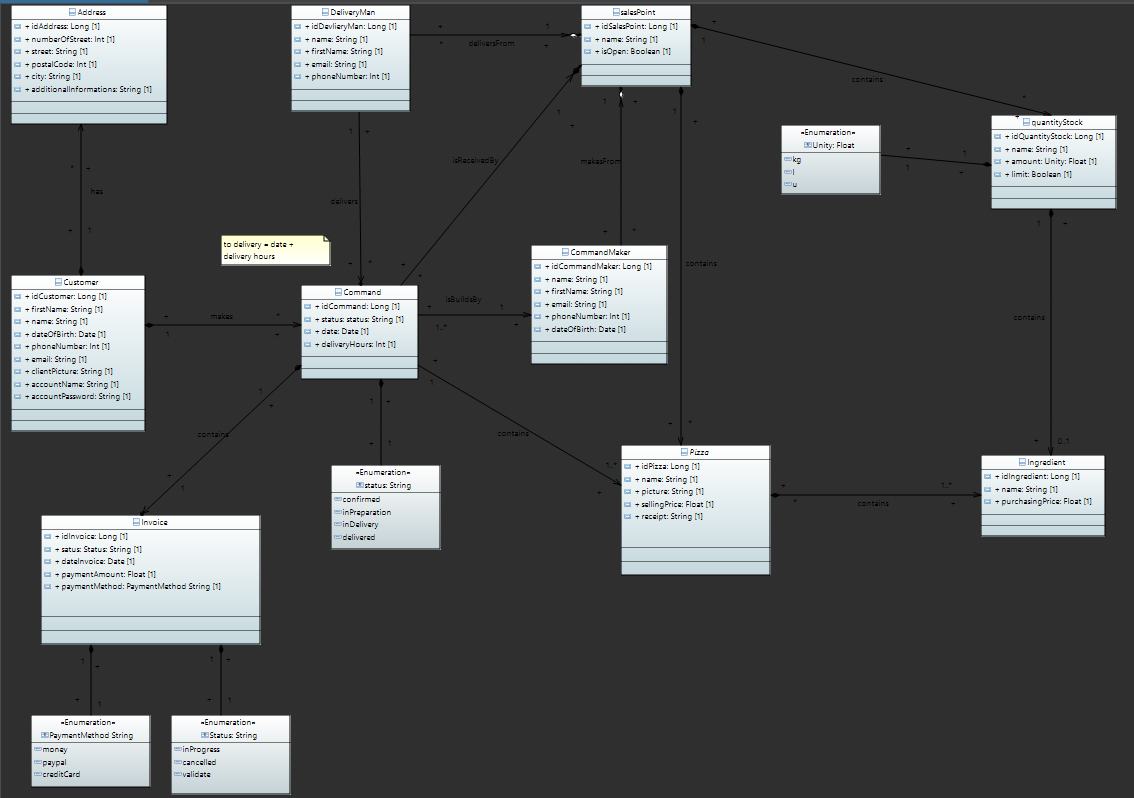 Address
+ idAddress: Long [1]
+ numberOfStreet: Int [1]
+ street: String [1]
+ postalCode: Int [1]
+ city: String [1]
+ additionalInformations: String [1]
DeliveryMan
+ idDevlieryMan: Long [1]
+ name: String [1]
+ firstName: String [1]
+ email: String [1]
+ phoneNumber: Int [1]
deliversFrom
salesPoint
+ idSalesPoint: Long [1]
+ name: String [1]
+ isOpen: Boolean [1]
contains
quantityStock
+ idQuantityStock: Long [1]
+ name: String [1]
+ amount: Unity: Float [1]
+ limit: Boolean [1]
«Enumeration»
Unity: Float
kg
l
u
isReceivedBy
makesFrom
has
delivers
to delivery = date +
delivery hours
contains
Customer
+ idCustomer: Long [1]
+ firstName: String [1]
+ name: String [1]
+ dateOfBirth: Date [1]
+ phoneNumber: Int [1]
+ email: String [1]
+ clientPicture: String [1]
+ accountName: String [1]
+ accountPassword: String [1]
makes
Command
+ idCommand: Long [1]
+ status: status: String [1]
+ date: Date [1]
+ deliveryHours: Int [1]
isBuildsBy
1..*
CommandMaker
+ idCommandMaker: Long [1]
+ name: String [1]
+ firstName: String [1]
+ email: String [1]
+ phoneNumber: Int [1]
+ dateOfBirth: Date [1]
contains
contains
contains
1..*
0..1
«Enumeration»
status: String
confirmed
inPreparation
inDelivery
delivered
Pizza
+ idPizza: Long [1]
+ name: String [1]
+ picture: String [1]
+ sellingPrice: Float [1]
+ receipt: String [1]
contains
1..*
Ingredient
+ idIngredient: Long [1]
+ name: String [1]
+ purchasingPrice: Float [1]
Invoice
+ idInvoice: Long [1]
+ satus: Status: String [1]
+ dateInvoice: Date [1]
+ paymentAmount: Float [1]
+ paymentMethod: PaymentMethod String [1]
«Enumeration»
PaymentMethod String
money
paypal
creditCard
«Enumeration»
Status: String
inProgress
cancelled
validate